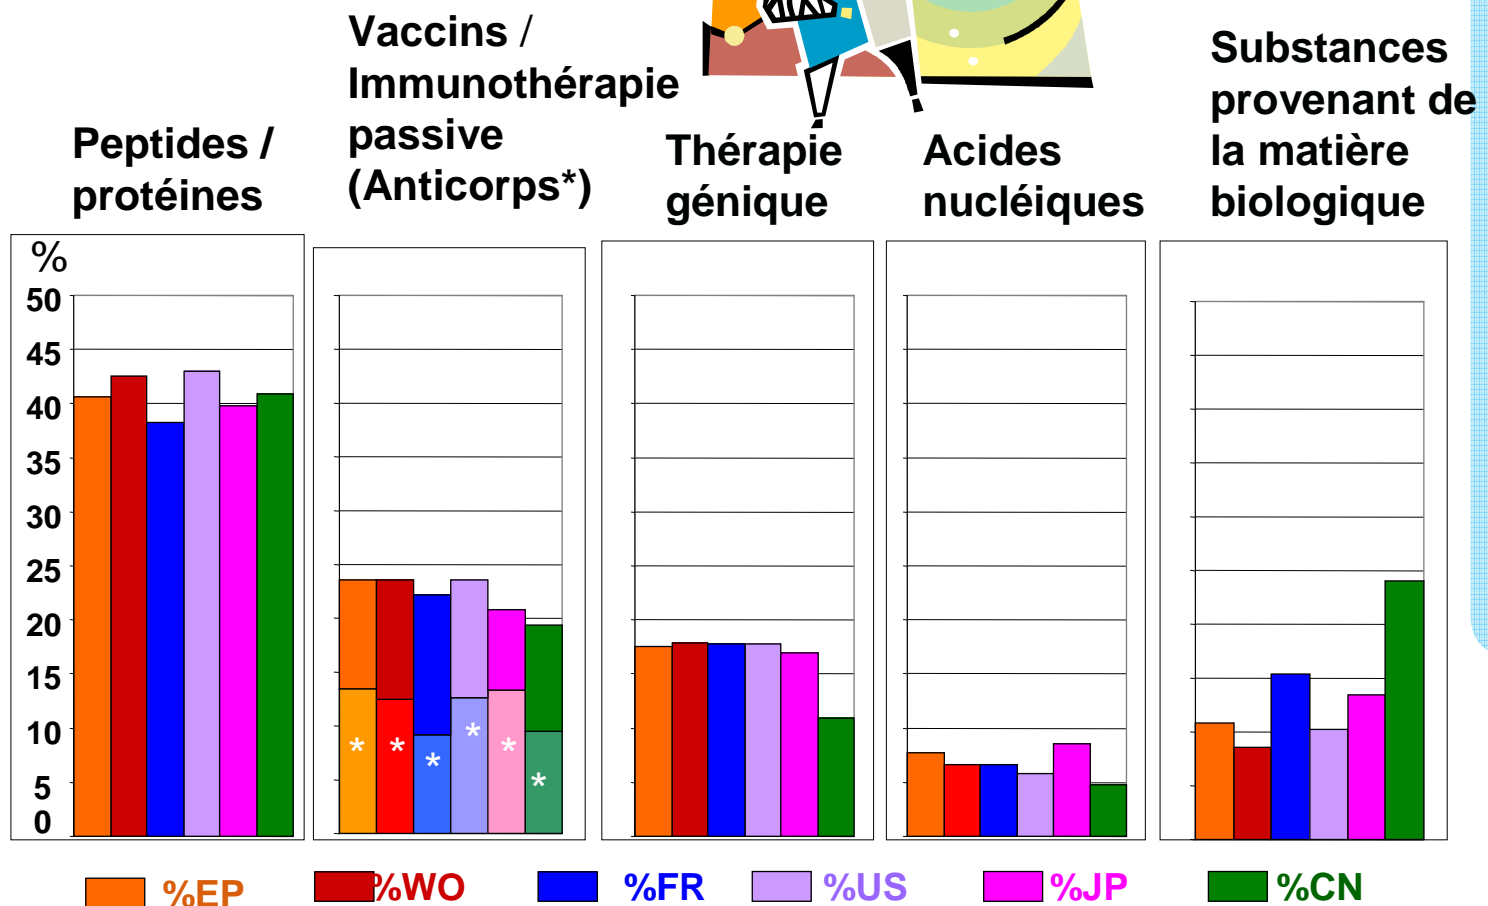 Peptides /
protéines
Vaccins /
Immunothérapie
passive
(Anticorps*)
Thérapie
génique
Acides
nucléiques
Substances
provenant de
la matière
biologique
%
50
45
40
35
30
25
20
15
10
5
0
* * * * * *
%EP %WO %FR %US %JP %CN